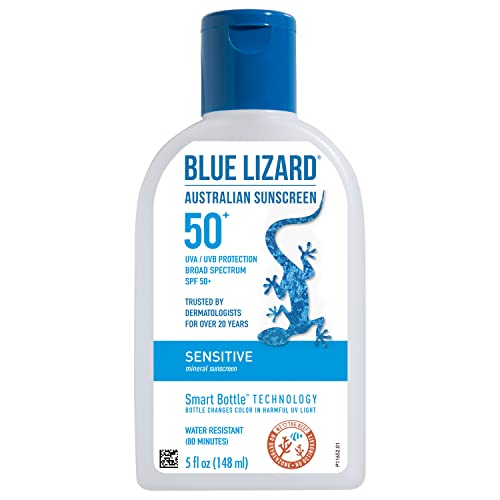 BLUE LIZARD®
AUSTRALIAN SUNSCREEN
50+
UVA / UVB PROTECTION
BROAD SPECTRUM
SPF 50+
TRUSTED BY
DERMATOLOGISTS
FOR OVER 20 YEARS
SENSITIVE
mineral sunscreen
Smart Bottle™ TECHNOLOGY
BOTTLE CHANGES COLOR IN HARMFUL UV LIGHT
WATER RESISTANT
(80 MINUTES)
5 fl oz (148 ml)
P11652.01